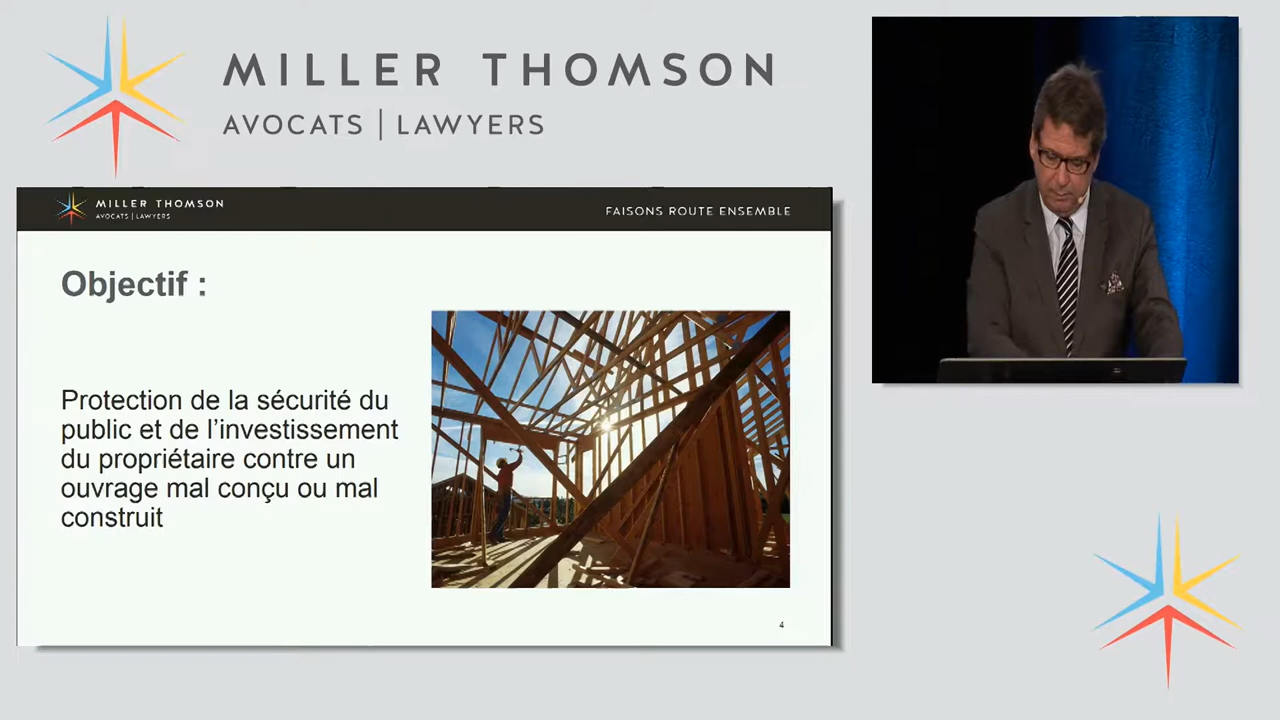 MILLER THOMSON
AVOCATS | LAWYERS
MILLER THOMSON
AVOCATS | LAWYERS
FAISONS ROUTE ENSEMBLE
Objectif :
Protection de la sécurité du
public et de l’investissement
du propriétaire contre un
ouvrage mal conçu ou mal
construit
4